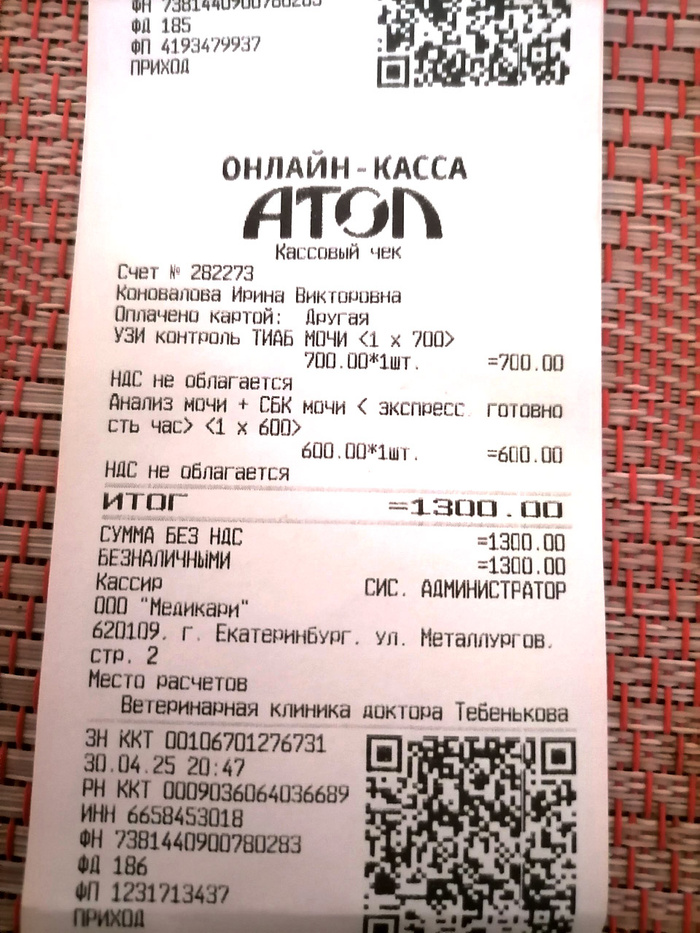 ФН 7381440900780283
ФД 185
ФП 4193479937
ПРИХОД
ОНЛАЙН-КАССА
АТОЛ
Кассовый чек
Счет № 282273
Коновалова Ирина Викторовна
Оплачено картой: Другая
УЗИ контроль ТИАБ МОЧИ <1 x 700>
700.00*1шт. =700.00
НДС не облагается
Анализ мочи + СБК мочи < экспресс готовно
сть час> <1 x 600>
600.00*1шт. =600.00
НДС не облагается
ИТОГ =1300.00
СУММА БЕЗ НДС =1300.00
БЕЗНАЛИЧНЫМИ =1300.00
Кассир СИС. АДМИНИСТРАТОР
ООО "Медикари"
620109, г. Екатеринбург, ул. Металлургов,
стр. 2
Место расчетов
Ветеринарная клиника доктора Тебенькова
ЗН ККТ 00106701276731
30.04.25 20:47
РН ККТ 0009036064036689
ИНН 6658453018
ФН 7381440900780283
ФД 186
ФП 1231713437
ПРИХОД